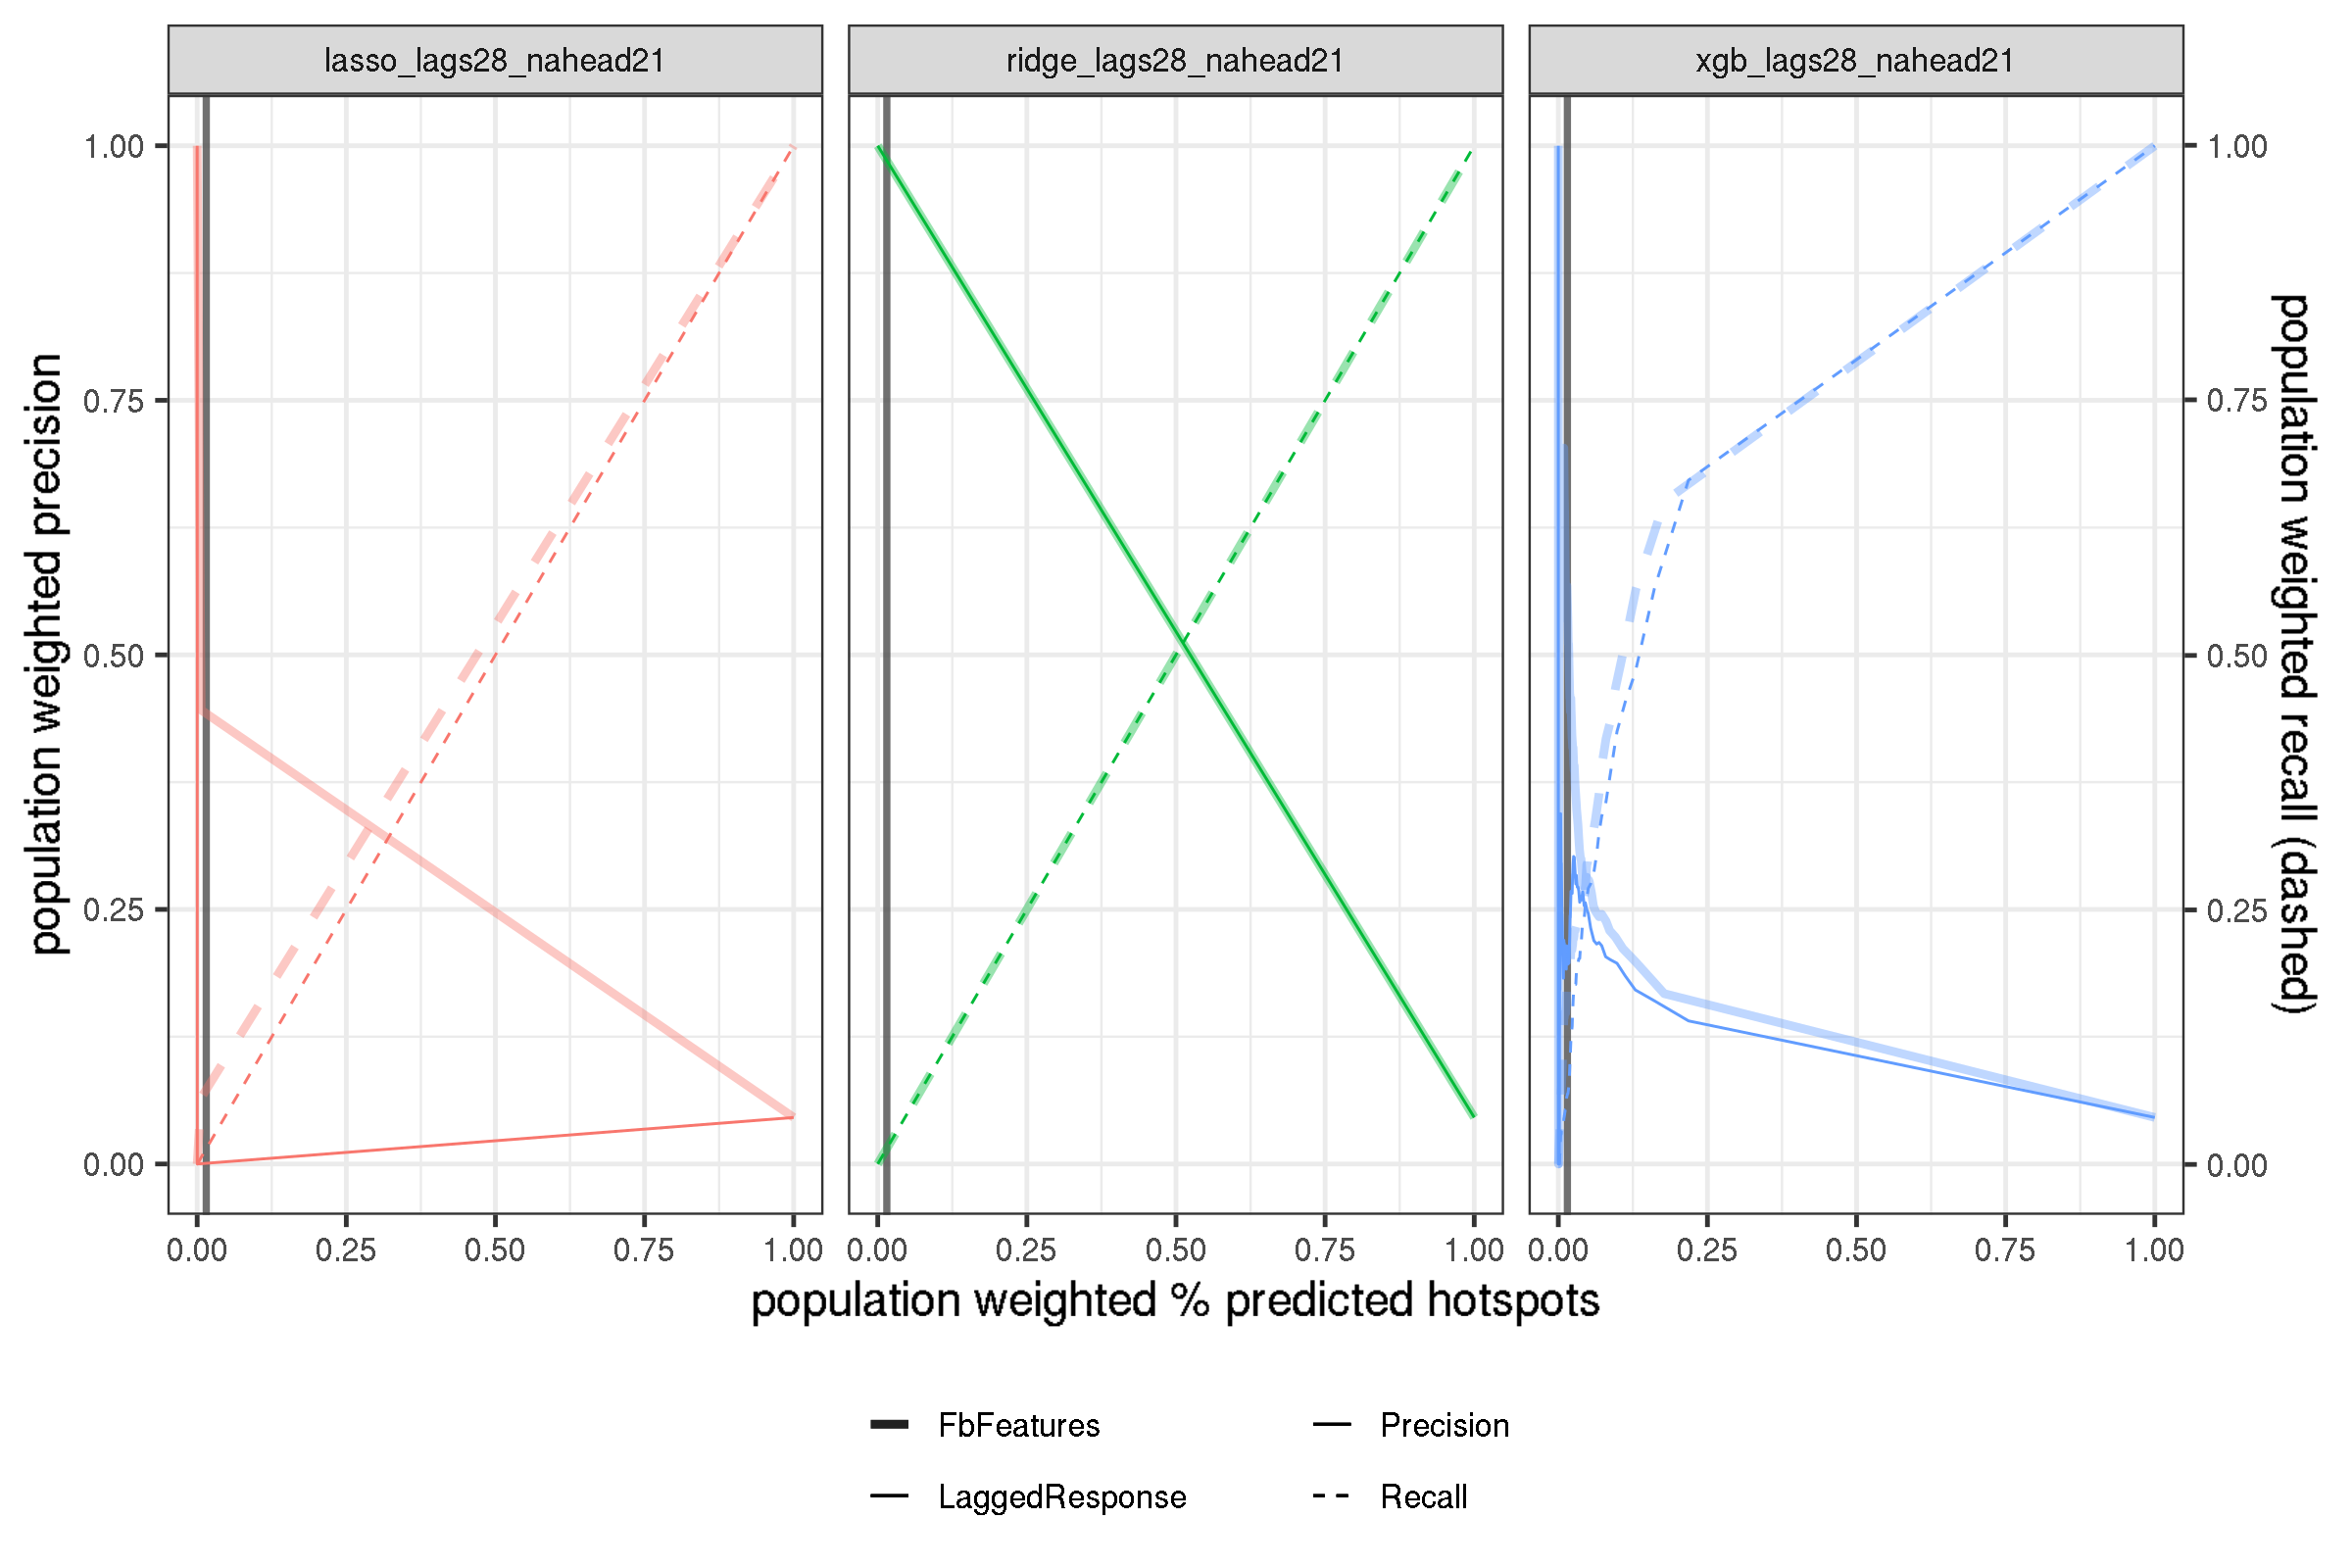 lasso_lags28_nahead21
ridge_lags28_nahead21
xgb_lags28_nahead21
population weighted precision
1.00
0.75
0.50
0.25
0.00
1.00
0.75
0.50
0.25
0.00
population weighted recall (dashed)
0.00 0.25 0.50 0.75 1.00
0.00 0.25 0.50 0.75 1.00
0.00 0.25 0.50 0.75 1.00
population weighted % predicted hotspots
FbFeatures
LaggedResponse
Precision
Recall